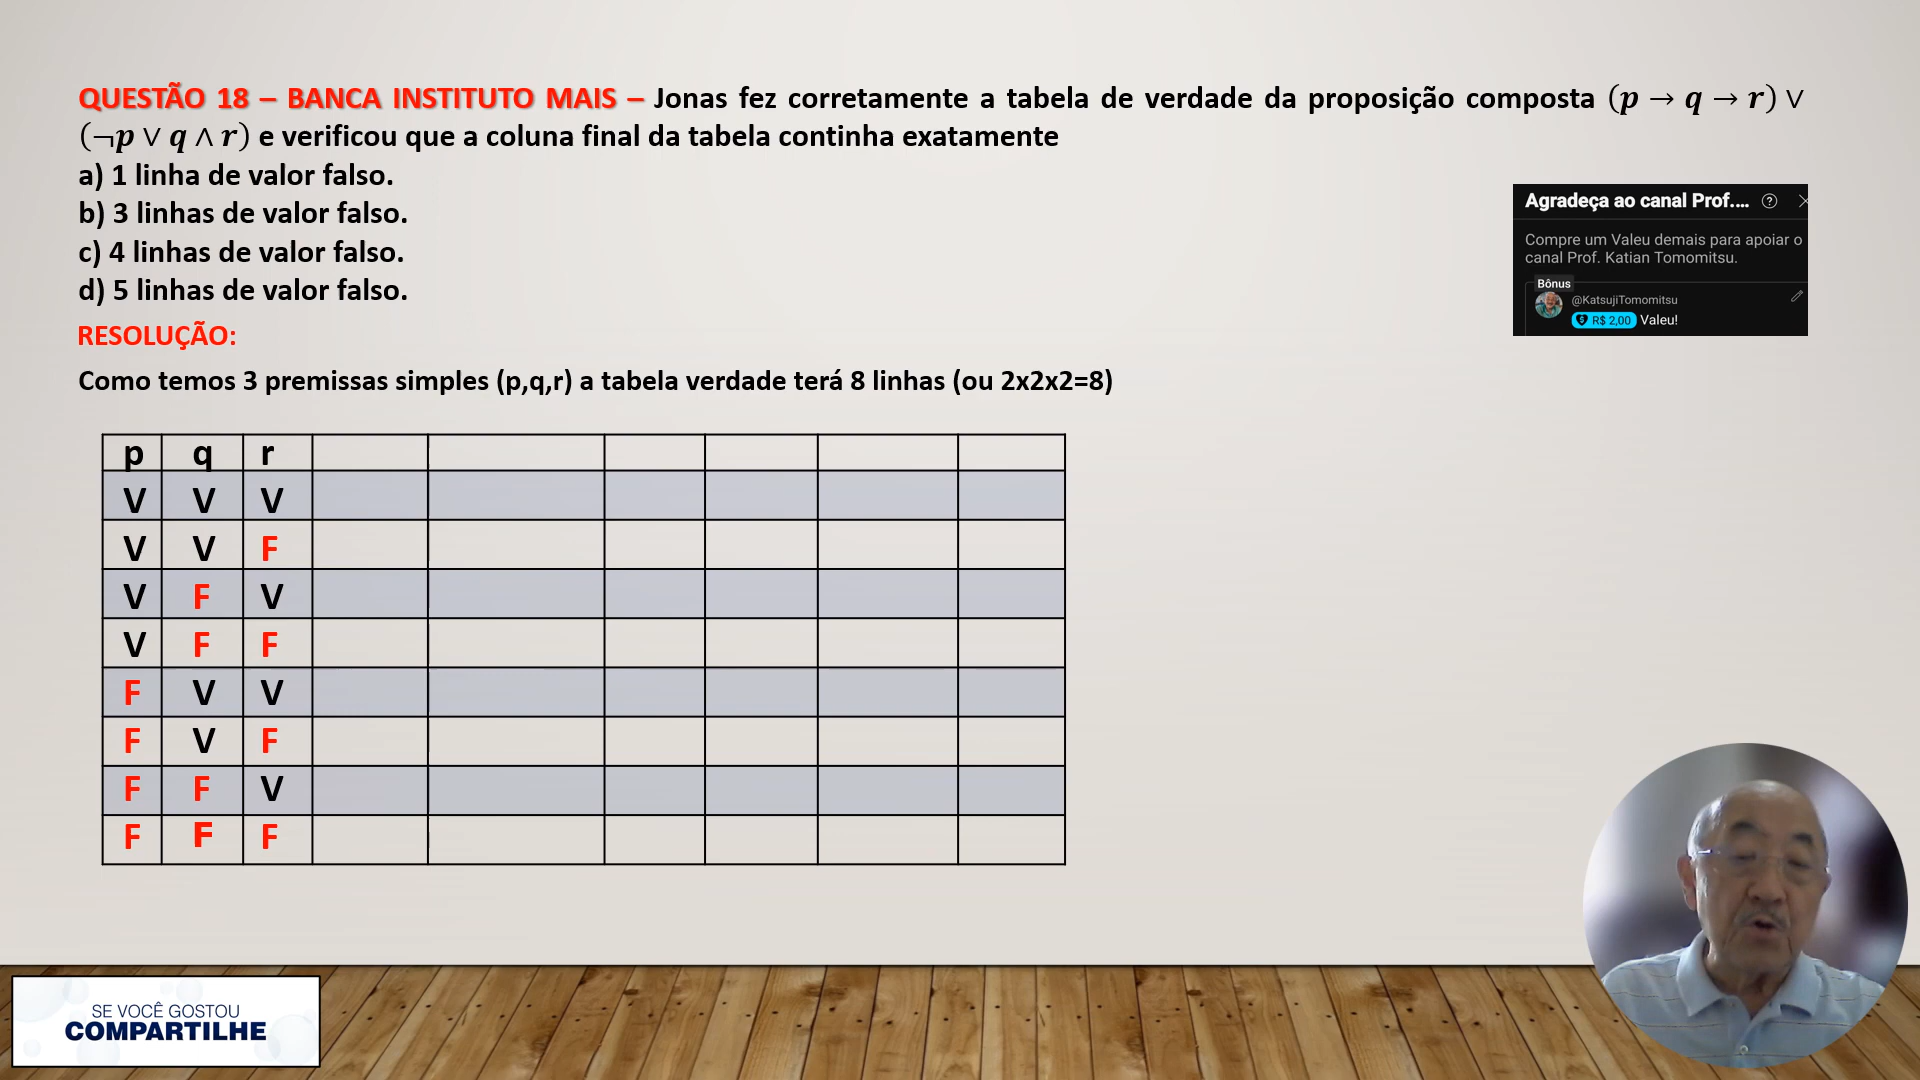 QUESTÃO 18 – BANCA INSTITUTO MAIS – Jonas fez corretamente a tabela de verdade da proposição composta (p → q → r) ∨
(¬p ∨ q ∧ r) e verificou que a coluna final da tabela continha exatamente
a) 1 linha de valor falso.
b) 3 linhas de valor falso.
c) 4 linhas de valor falso.
d) 5 linhas de valor falso.
RESOLUÇÃO:
Como temos 3 premissas simples (p,q,r) a tabela verdade terá 8 linhas (ou 2x2x2=8)
p q r
V V V
V V F
V F V
V F F
F V V
F V F
F F V
F F F
Agradeça ao canal Prof.... ? ×
Compre um Valeu demais para apoiar o
canal Prof. Katian Tomomitsu.
Bônus
@KatsujiTomomitsu
R$ 2,00 Valeu!
SE VOCÊ GOSTOU
COMPARTILHE